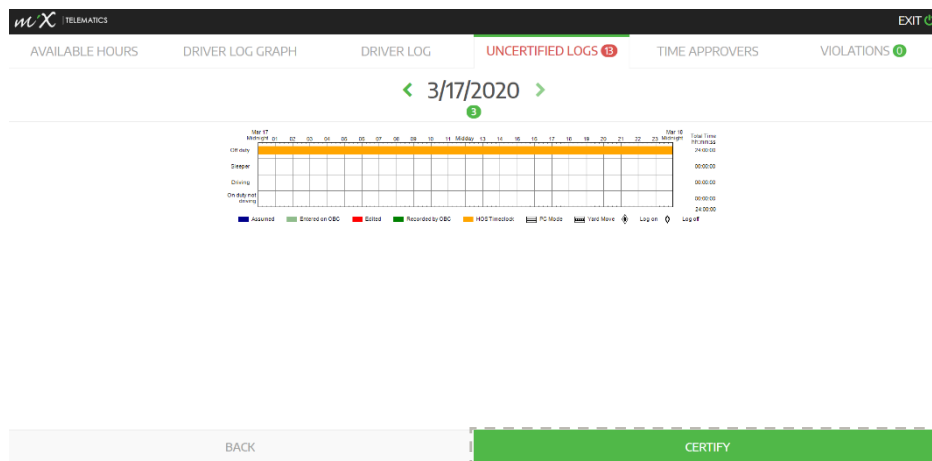 mix TELEMATICS EXIT
AVAILABLE HOURS DRIVER LOG GRAPH DRIVER LOG UNCERTIFIED LOGS 13 TIME APPROVERS VIOLATIONS 0
< 3/17/2020 >
3
Mar 17 Midnight 01 02 03 04 05 06 07 08 09 10 11 Midday 13 14 15 16 17 18 19 20 21 22 23 Midnight Total Time
Off duty 24:00:00
Sleeper 00:00:00
Driving 00:00:00
On duty not driving 00:00:00
24:00:00
Assumed Entered on OBC Edited Recorded by OBC HOS Timeclock PC Mode Yard Move Log on Log off
BACK CERTIFY